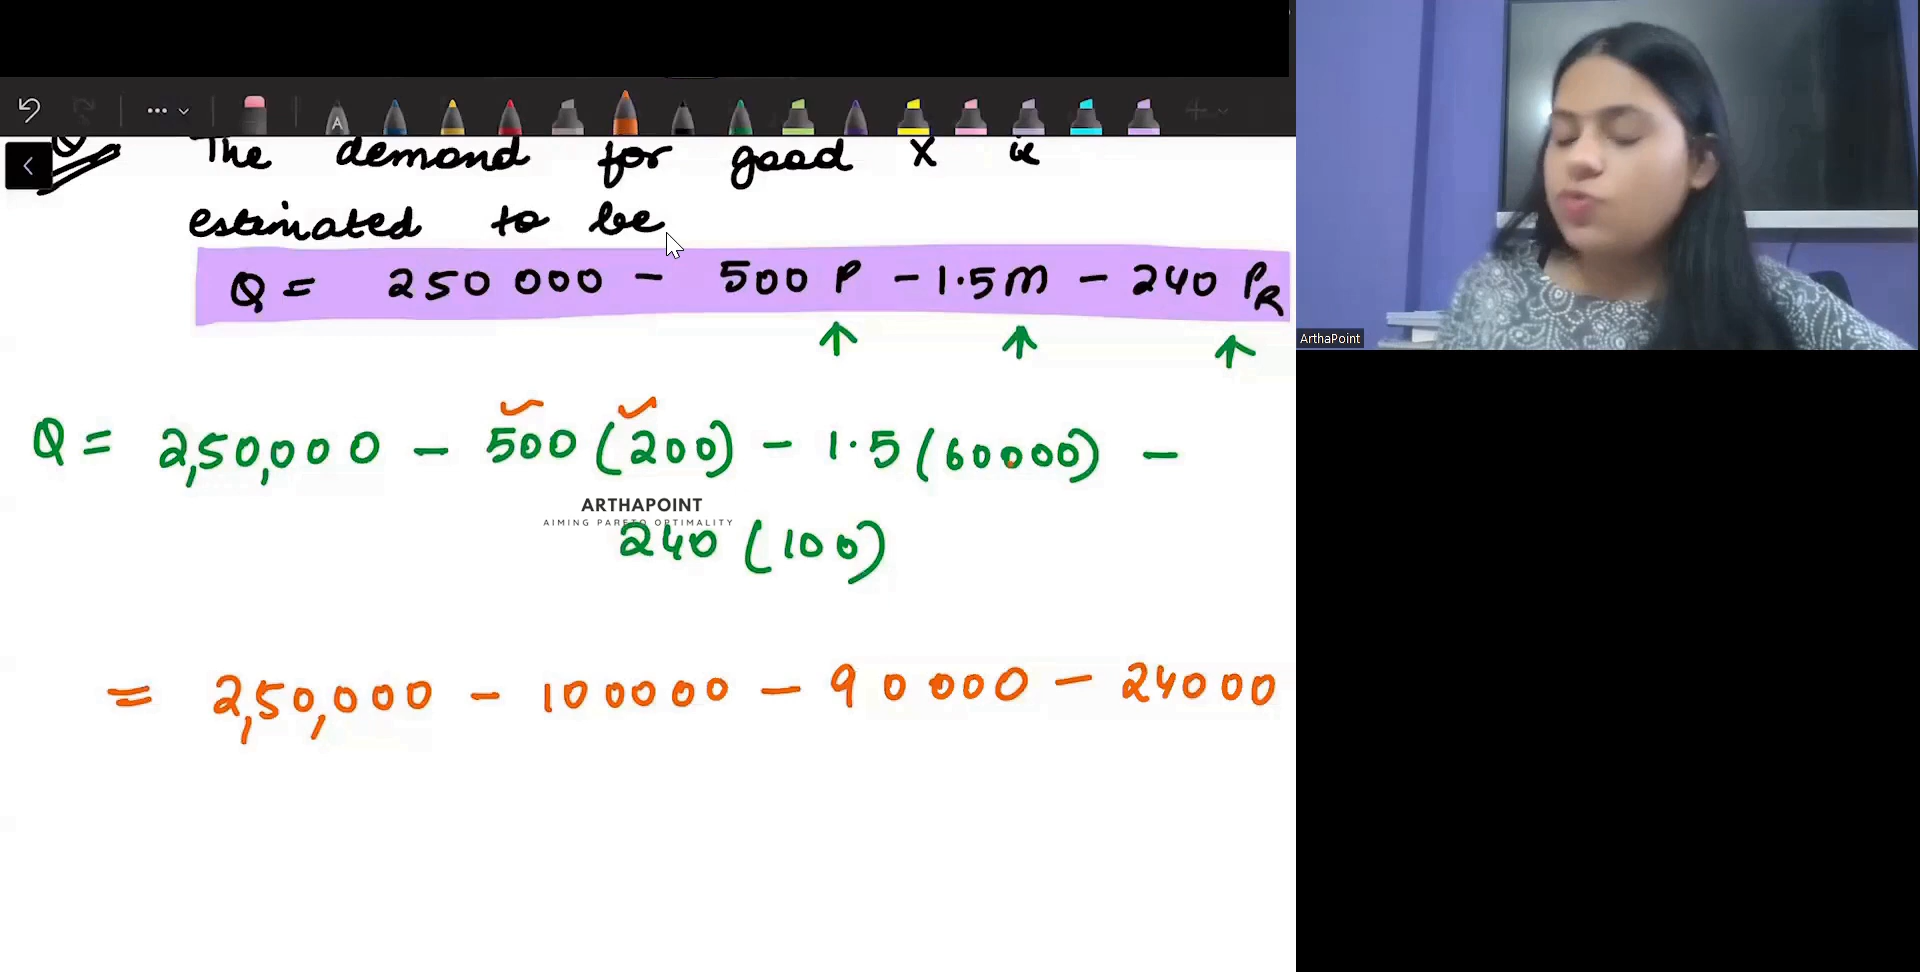 The demand for good X is
estimated to be
Q = 250 000 - 500 P - 1.5M - 240 PR
Q = 2,50,000 - 500 (200) - 1.5 (60000) -
ARTHAPOINT
AIMING PARETO OPTIMALITY
240 (100)
= 2,50,000 - 100000 - 90000 - 24000
ArthaPoint